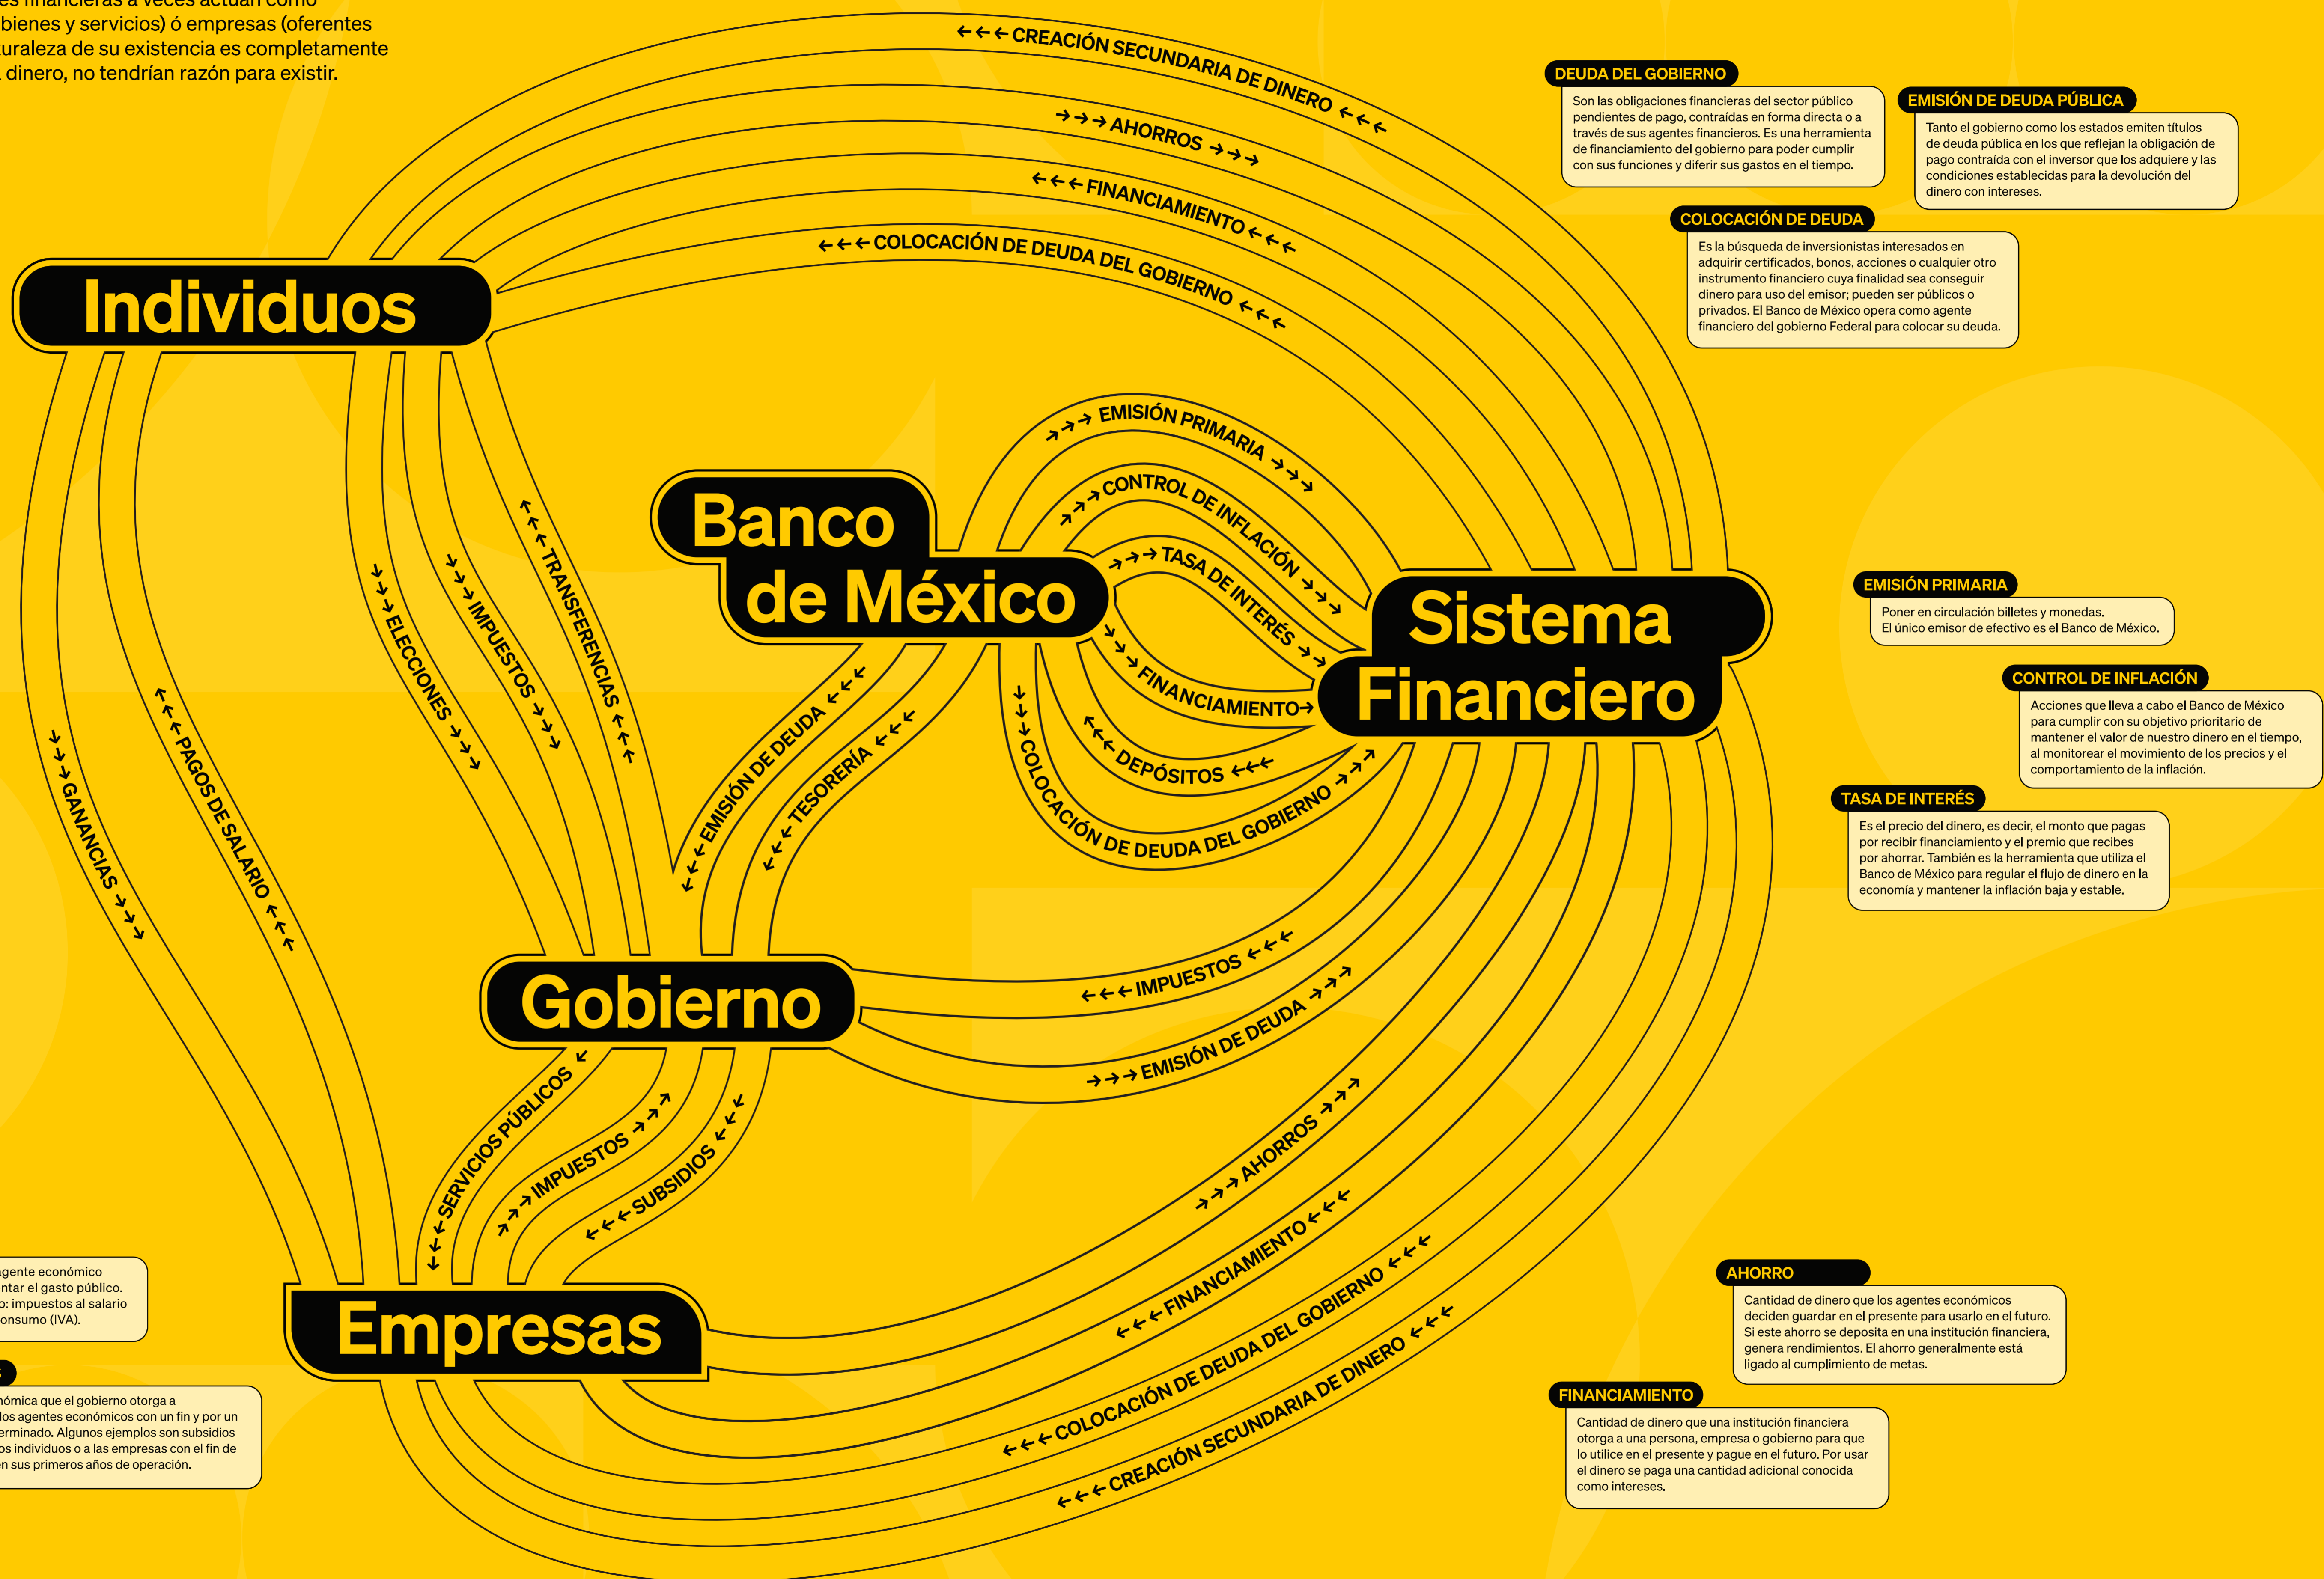 financieras a veces actúan como
bienes y servicios) ó empresas (oferentes
de su existencia es completamente
dinero, no tendrían razón para existir.
←←← CREACIÓN SECUNDARIA DE DINERO ←←←
→→→ AHORROS →→→
←←← FINANCIAMIENTO ←←←
←←← COLOCACIÓN DE DEUDA DEL GOBIERNO ←←←
DEUDA DEL GOBIERNO
Son las obligaciones financieras del sector público
pendientes de pago, contraídas en forma directa o a
través de sus agentes financieros. Es una herramienta
de financiamiento del gobierno para poder cumplir
con sus funciones y diferir sus gastos en el tiempo.
EMISIÓN DE DEUDA PÚBLICA
Tanto el gobierno como los estados emiten títulos
de deuda pública en los que reflejan la obligación de
pago contraída con el inversor que los adquiere y las
condiciones establecidas para la devolución del
dinero con intereses.
COLOCACIÓN DE DEUDA
Es la búsqueda de inversionistas interesados en
adquirir certificados, bonos, acciones o cualquier otro
instrumento financiero cuya finalidad sea conseguir
dinero para uso del emisor; pueden ser públicos o
privados. El Banco de México opera como agente
financiero del gobierno Federal para colocar su deuda.
Individuos
→→→ EMISIÓN PRIMARIA →→→
→→→ CONTROL DE INFLACIÓN →→→
→→→ TASA DE INTERÉS →→→
→→→ FINANCIAMIENTO→
←←← DEPÓSITOS ←←←
→→→ COLOCACIÓN DE DEUDA DEL GOBIERNO →→→
Banco
de México
Sistema
Financiero
EMISIÓN PRIMARIA
Poner en circulación billetes y monedas.
El único emisor de efectivo es el Banco de México.
CONTROL DE INFLACIÓN
Acciones que lleva a cabo el Banco de México
para cumplir con su objetivo prioritario de
mantener el valor de nuestro dinero en el tiempo,
al monitorear el movimiento de los precios y el
comportamiento de la inflación.
TASA DE INTERÉS
Es el precio del dinero, es decir, el monto que pagas
por recibir financiamiento y el premio que recibes
por ahorrar. También es la herramienta que utiliza el
Banco de México para regular el flujo de dinero en la
economía y mantener la inflación baja y estable.
→→→ GANANCIAS →→→
←←← PAGOS DE SALARIO ←←←
→→→ ELECCIONES →→→
→→→ IMPUESTOS →→→
←←← TRANSFERENCIAS ←←←
←←← EMISIÓN DE DEUDA ←←←
←←← TESORERÍA ←←←
Gobierno
←←← IMPUESTOS ←←←
→→→ EMISIÓN DE DEUDA →→→
←←← SERVICIOS PÚBLICOS ←
→→→ IMPUESTOS →→→
←←← SUBSIDIOS ←←←
Empresas
→→→ AHORROS →→→
←←← FINANCIAMIENTO ←←←
←←← COLOCACIÓN DE DEUDA DEL GOBIERNO ←←←
←←← CREACIÓN SECUNDARIA DE DINERO ←←←
agente económico
el gasto público.
impuestos al salario
(IVA).
que el gobierno otorga a
los agentes económicos con un fin y por un
Algunos ejemplos son subsidios
individuos o a las empresas con el fin de
en sus primeros años de operación.
AHORRO
Cantidad de dinero que los agentes económicos
deciden guardar en el presente para usarlo en el futuro.
Si este ahorro se deposita en una institución financiera,
genera rendimientos. El ahorro generalmente está
ligado al cumplimiento de metas.
FINANCIAMIENTO
Cantidad de dinero que una institución financiera
otorga a una persona, empresa o gobierno para que
lo utilice en el presente y pague en el futuro. Por usar
el dinero se paga una cantidad adicional conocida
como intereses.